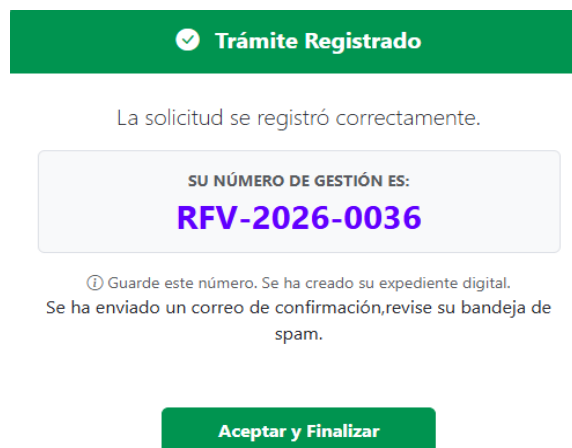 Trámite Registrado
La solicitud se registró correctamente.
SU NÚMERO DE GESTIÓN ES:
RFV-2026-0036
Guarde este número. Se ha creado su expediente digital.
Se ha enviado un correo de confirmación,revise su bandeja de
spam.
Aceptar y Finalizar